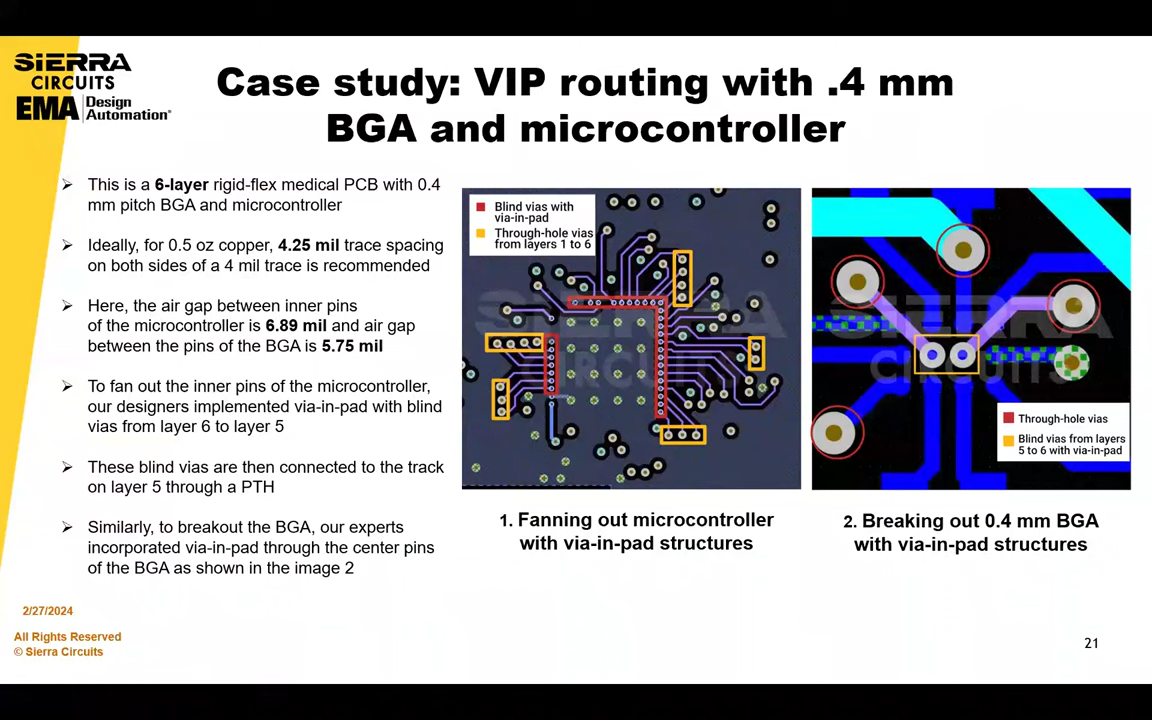 SIERRA
CIRCUITS
EMA Design
Automation®
Case study: VIP routing with .4 mm
BGA and microcontroller
➢ This is a 6-layer rigid-flex medical PCB with 0.4
mm pitch BGA and microcontroller
➢ Ideally, for 0.5 oz copper, 4.25 mil trace spacing
on both sides of a 4 mil trace is recommended
➢ Here, the air gap between inner pins
of the microcontroller is 6.89 mil and air gap
between the pins of the BGA is 5.75 mil
➢ To fan out the inner pins of the microcontroller,
our designers implemented via-in-pad with blind
vias from layer 6 to layer 5
➢ These blind vias are then connected to the track
on layer 5 through a PTH
➢ Similarly, to breakout the BGA, our experts
incorporated via-in-pad through the center pins
of the BGA as shown in the image 2
Blind vias with
via-in-pad
Through-hole vias
from layers 1 to 6
SIERRA
CIRCUITS
1. Fanning out microcontroller
with via-in-pad structures
SIERRA
CIRCUITS
Through-hole vias
Blind vias from layers
5 to 6 with via-in-pad
2. Breaking out 0.4 mm BGA
with via-in-pad structures
2/27/2024
All Rights Reserved
© Sierra Circuits
21